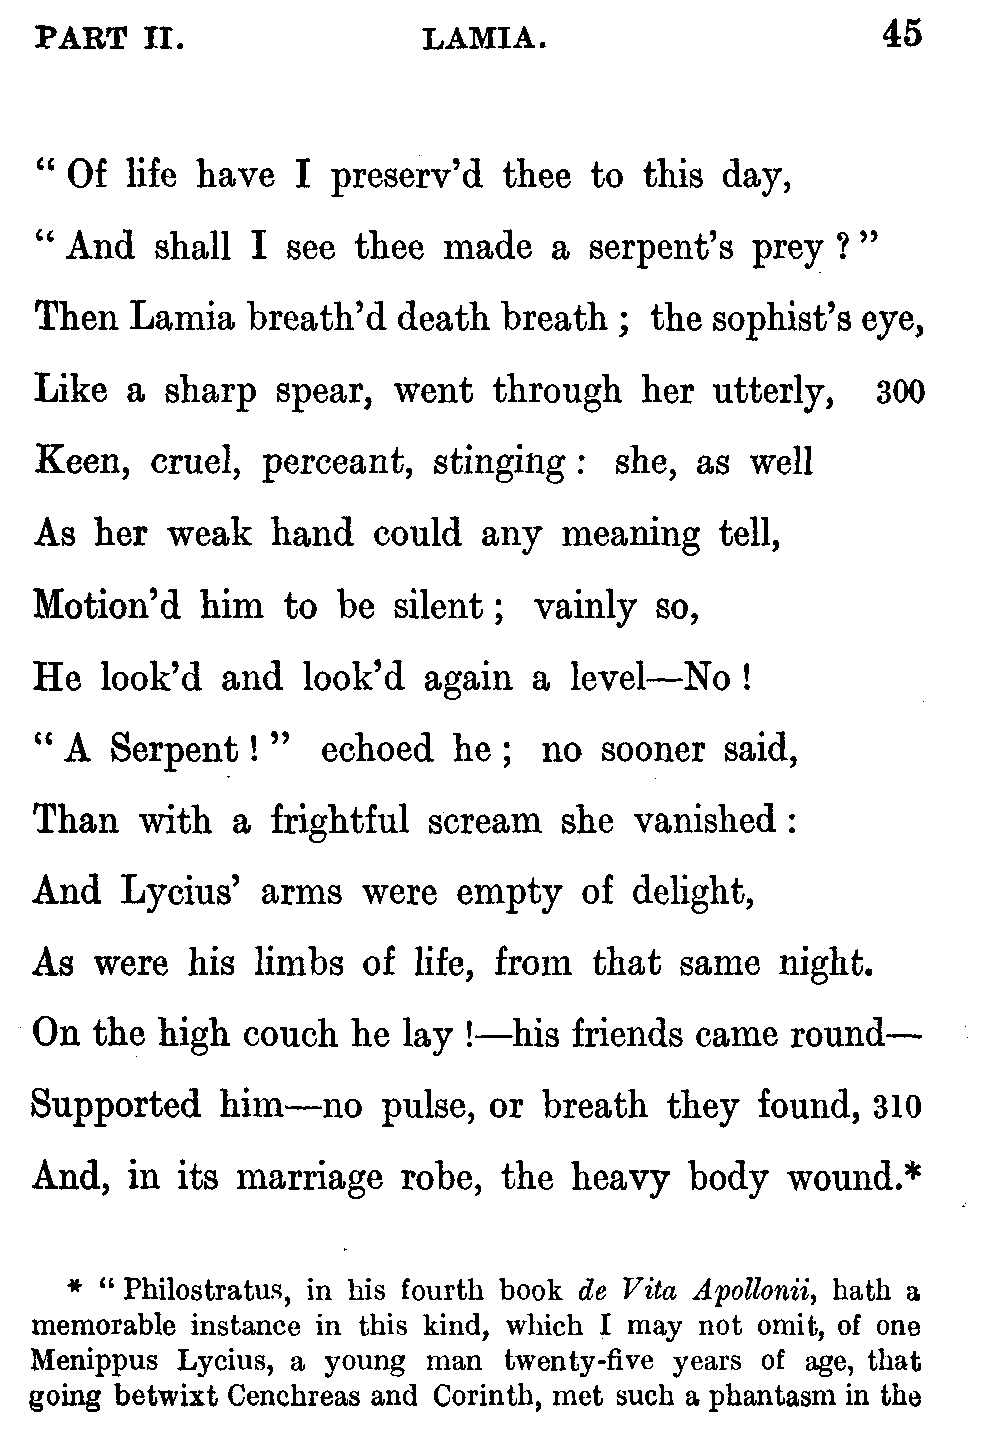 PART II. LAMIA. 45
“ Of life have I preserv’d thee to this day,
“ And shall I see thee made a serpent’s prey ? ”
Then Lamia breath’d death breath ; the sophist’s eye,
Like a sharp spear, went through her utterly, 300
Keen, cruel, perceant, stinging : she, as well
As her weak hand could any meaning tell,
Motion’d him to be silent ; vainly so,
He look’d and look’d again a level—No !
“ A Serpent ! ” echoed he ; no sooner said,
Than with a frightful scream she vanished :
And Lycius’ arms were empty of delight,
As were his limbs of life, from that same night.
On the high couch he lay !—his friends came round—
Supported him—no pulse, or breath they found, 310
And, in its marriage robe, the heavy body wound.*
* “ Philostratus, in his fourth book de Vita Apollonii, hath a
memorable instance in this kind, which I may not omit, of one
Menippus Lycius, a young man twenty-five years of age, that
going betwixt Cenchreas and Corinth, met such a phantasm in the